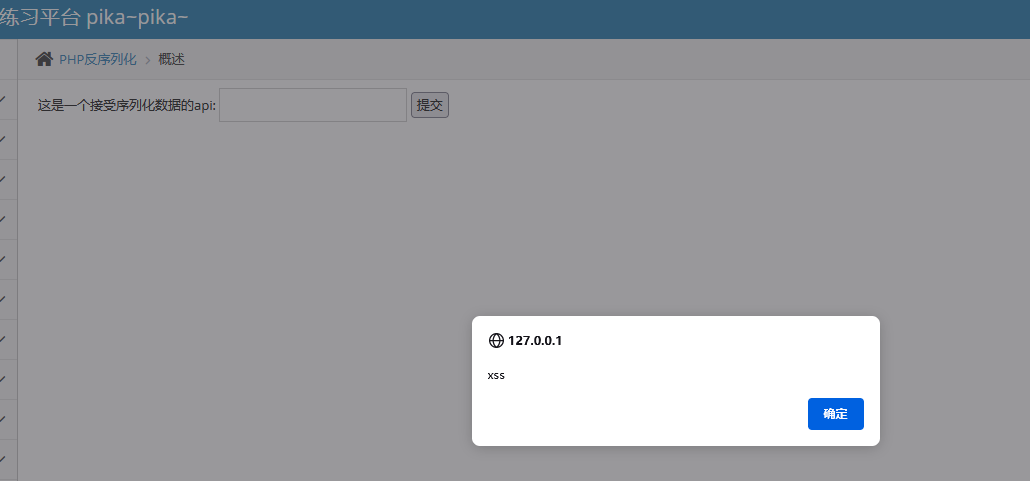 练习平台 pika~pika~
PHP反序列化 > 概述
这是一个接受序列化数据的api: 提交
127.0.0.1
xss
确定